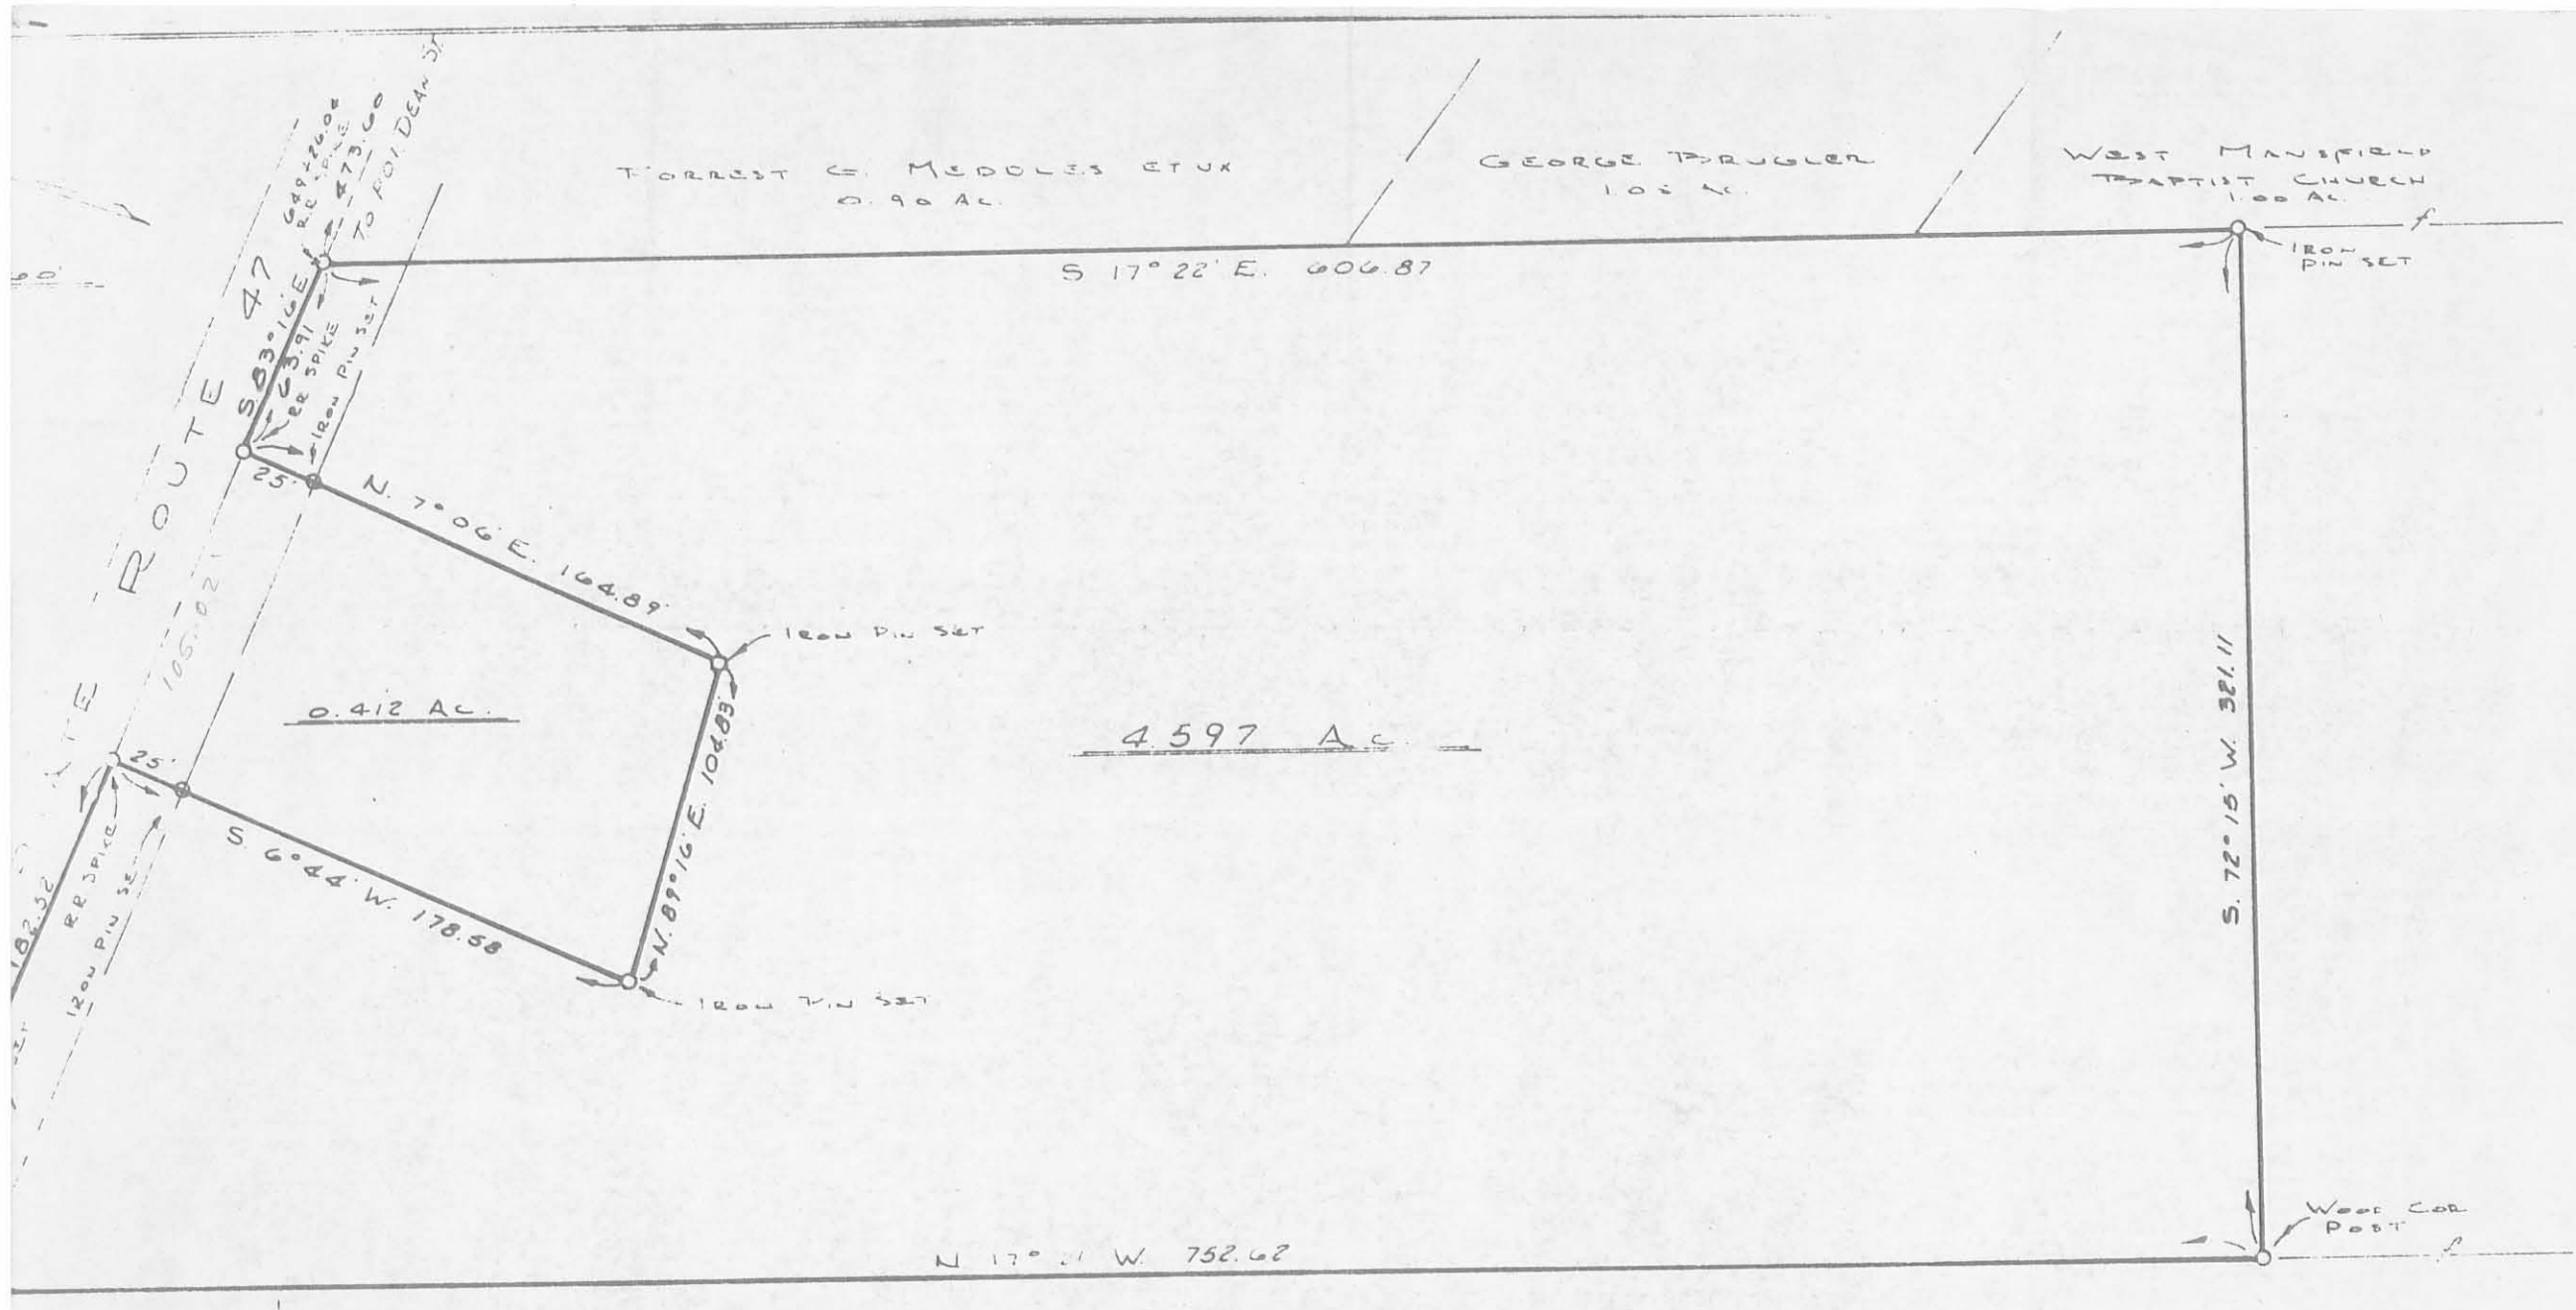 R.R. SPIKE
473.60
TO P.O.I. DEAN ST
FORREST G. MEDDLES ET UX
0.90 AC.
GEORGE BRUGLER
AC.
WEST MANSFIELD
BAPTIST CHURCH
1.00 AC.
IRON
PIN SET
S 17° 22' E. 606.87
ROUTE 47
S. 83° 16' E
63.91
RR SPIKE
IRON PIN SET
25'
N. 7° 06' E. 164.89'
105.02'
IRON PIN SET
0.412 AC.
4.597 AC.
N. 89° 16' E. 104.83'
S. 72° 15' W. 321.11
25'
182.52
RR SPIKE
IRON PIN SET
S. 6° 44' W. 178.58
IRON PIN SET
WOOD COR
POST
N 17° W. 752.62